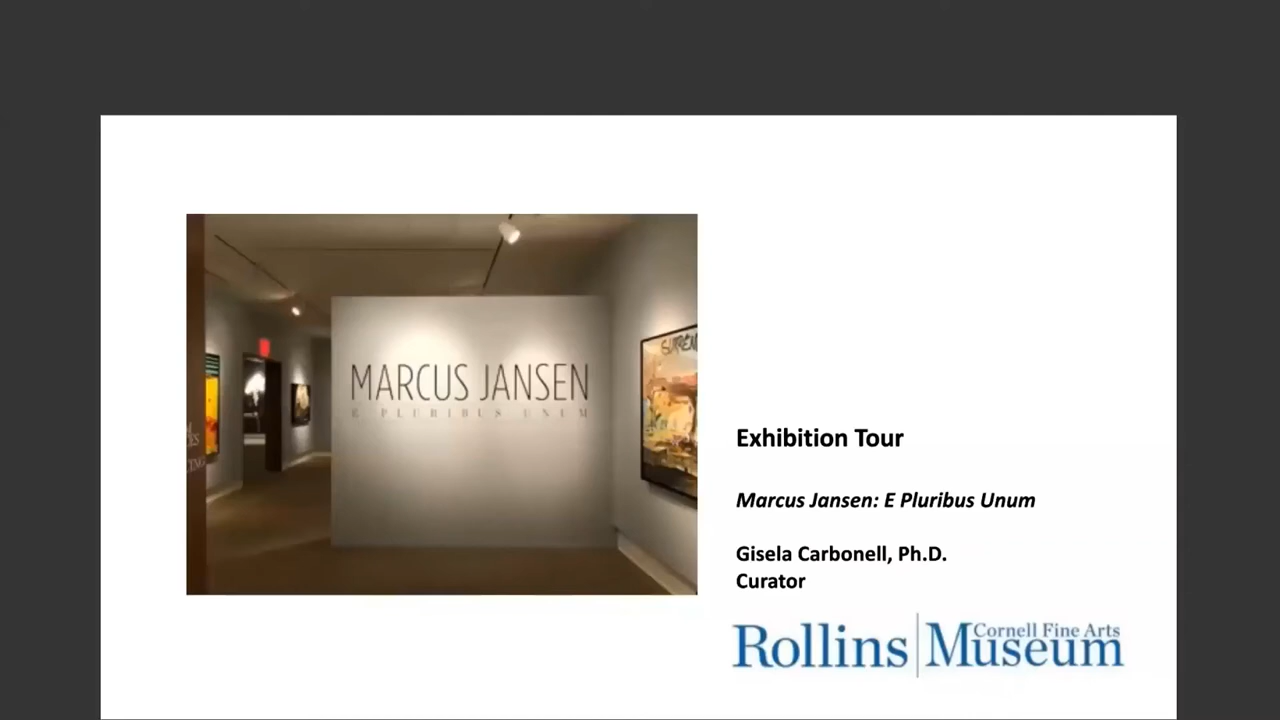 MARCUS JANSEN
E PLURIBUS UNUM
Exhibition Tour
Marcus Jansen: E Pluribus Unum
Gisela Carbonell, Ph.D.
Curator
Rollins Cornell Fine Arts Museum